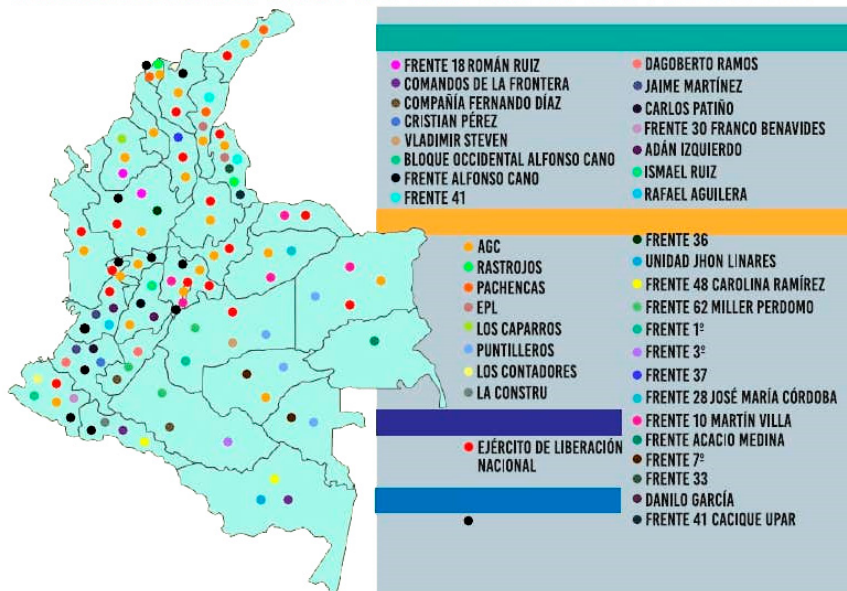 FRENTE 18 ROMÁN RUIZ
COMANDOS DE LA FRONTERA
COMPAÑÍA FERNANDO DÍAZ
CRISTIAN PÉREZ
VLADIMIR STEVEN
BLOQUE OCCIDENTAL ALFONSO CANO
FRENTE ALFONSO CANO
FRENTE 41
DAGOBERTO RAMOS
JAIME MARTÍNEZ
CARLOS PATIÑO
FRENTE 30 FRANCO BENAVIDES
ADÁN IZQUIERDO
ISMAEL RUIZ
RAFAEL AGUILERA
AGC
RASTROJOS
PACHENCAS
EPL
LOS CAPARROS
PUNTILLEROS
LOS CONTADORES
LA CONSTRU
EJÉRCITO DE LIBERACIÓN
NACIONAL
FRENTE 36
UNIDAD JHON LINARES
FRENTE 48 CAROLINA RAMÍREZ
FRENTE 62 MILLER PERDOMO
FRENTE 1º
FRENTE 3º
FRENTE 37
FRENTE 28 JOSÉ MARÍA CÓRDOBA
FRENTE 10 MARTÍN VILLA
FRENTE ACACIO MEDINA
FRENTE 7º
FRENTE 33
DANILO GARCÍA
FRENTE 41 CACIQUE UPAR